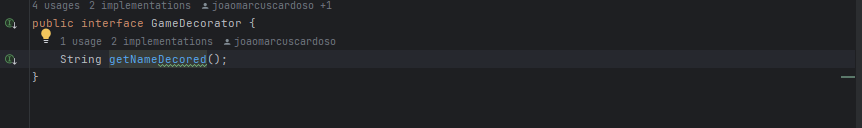 4 usages 2 implementations joaomarcuscardoso +1
public interface GameDecorator {
1 usage 2 implementations joaomarcuscardoso
String getNameDecored();
}